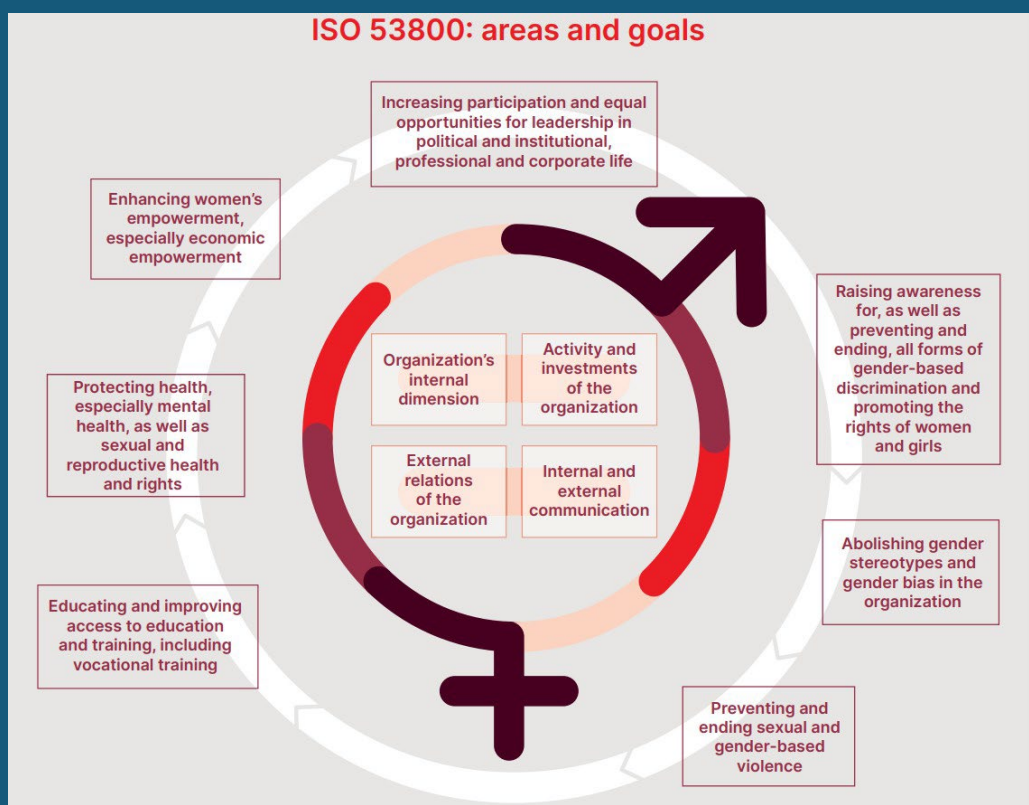 ISO 53800: areas and goals
Increasing participation and equal
opportunities for leadership in
political and institutional,
professional and corporate life
Enhancing women's
empowerment,
especially economic
empowerment
Raising awareness
for, as well as
preventing and
ending, all forms of
gender-based
discrimination and
promoting the
rights of women
and girls
Organization's
internal
dimension
Activity and
investments
of the
organization
Protecting health,
especially mental
health, as well as
sexual and
reproductive health
and rights
External
relations
of the
organization
Internal and
external
communication
Abolishing gender
stereotypes and
gender bias in the
organization
Educating and improving
access to education
and training, including
vocational training
Preventing and
ending sexual and
gender-based
violence